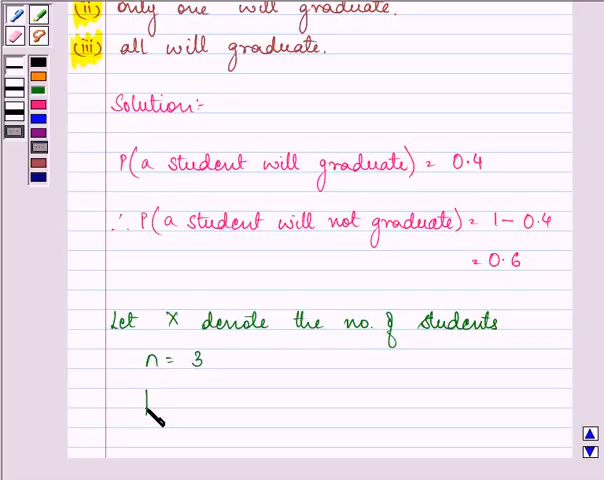 (ii) only one will graduate.
(iii) all will graduate.
Solution:-
P(a student will graduate) = 0.4
∴ P(a student will not graduate) = 1 - 0.4
= 0.6
Let X denote the no. of students
n = 3